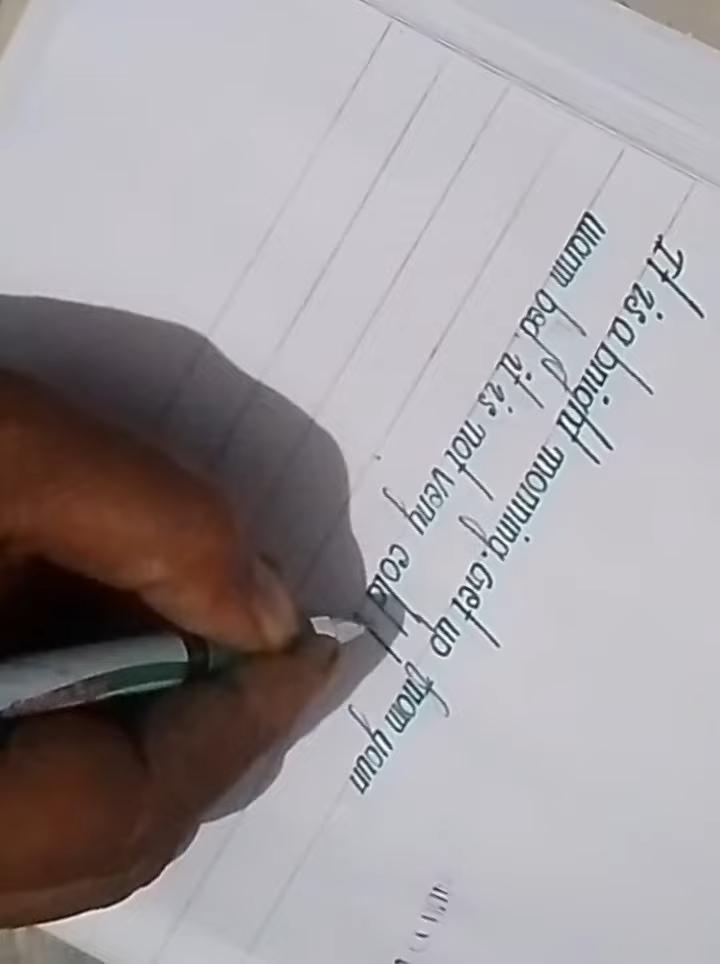 It is a bright morning. Get up from your
warm bed, it is not very cold